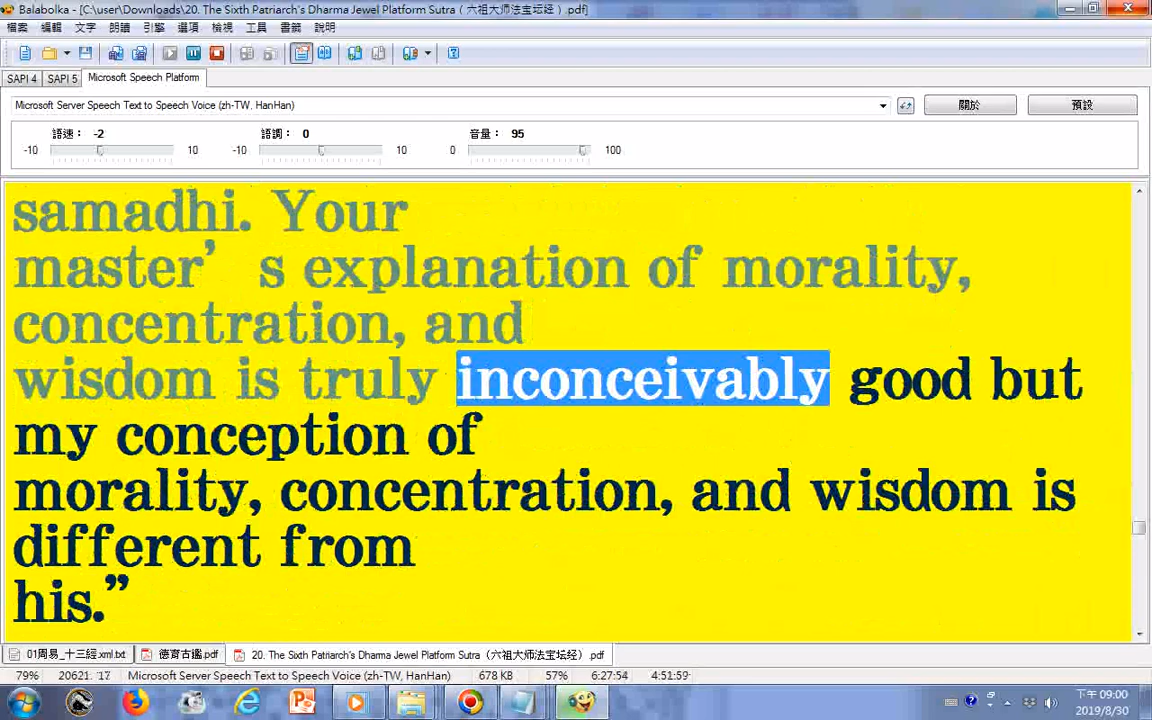 Balabolka - [C:\user\Downloads\20. The Sixth Patriarch's Dharma Jewel Platform Sutra（六祖大师法宝坛经）.pdf]
檔案 編輯 文字 朗讀 引擎 選項 檢視 工具 書籤 說明
SAPI 4 SAPI 5 Microsoft Speech Platform
Microsoft Server Speech Text to Speech Voice (zh-TW, HanHan) 關於 預設
語速： -2 語調： 0 音量： 95
-10 10 -10 10 0 100
samadhi. Your
master’s explanation of morality,
concentration, and
wisdom is truly inconceivably good but
my conception of
morality, concentration, and wisdom is
different from
his.”
01周易_十三經.xml.txt 德育古鑑.pdf 20. The Sixth Patriarch's Dharma Jewel Platform Sutra（六祖大师法宝坛经）.pdf
79% 20621: 17 Microsoft Server Speech Text to Speech Voice (zh-TW, HanHan) 678 KB 57% 6:27:54 4:51:59
下午 09:00
2019/8/30